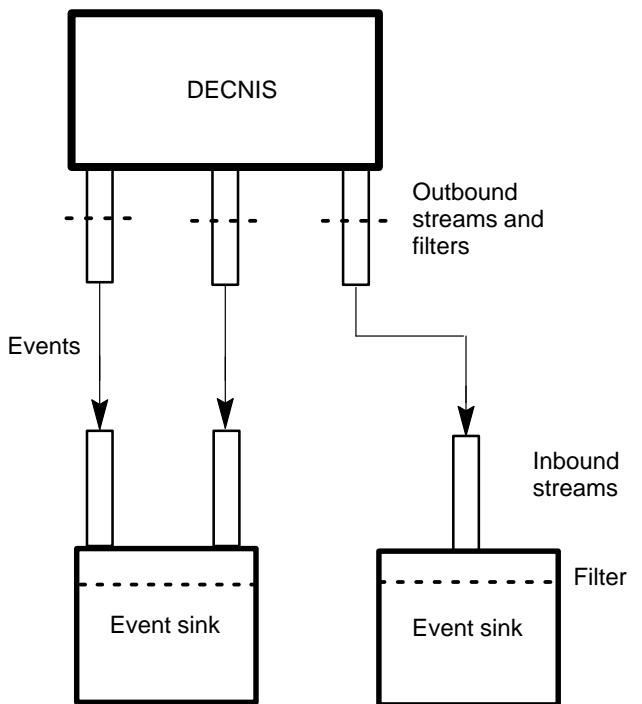 DECNIS
Outbound
streams and
filters
Events
Inbound
streams
Filter
Event sink
Event sink